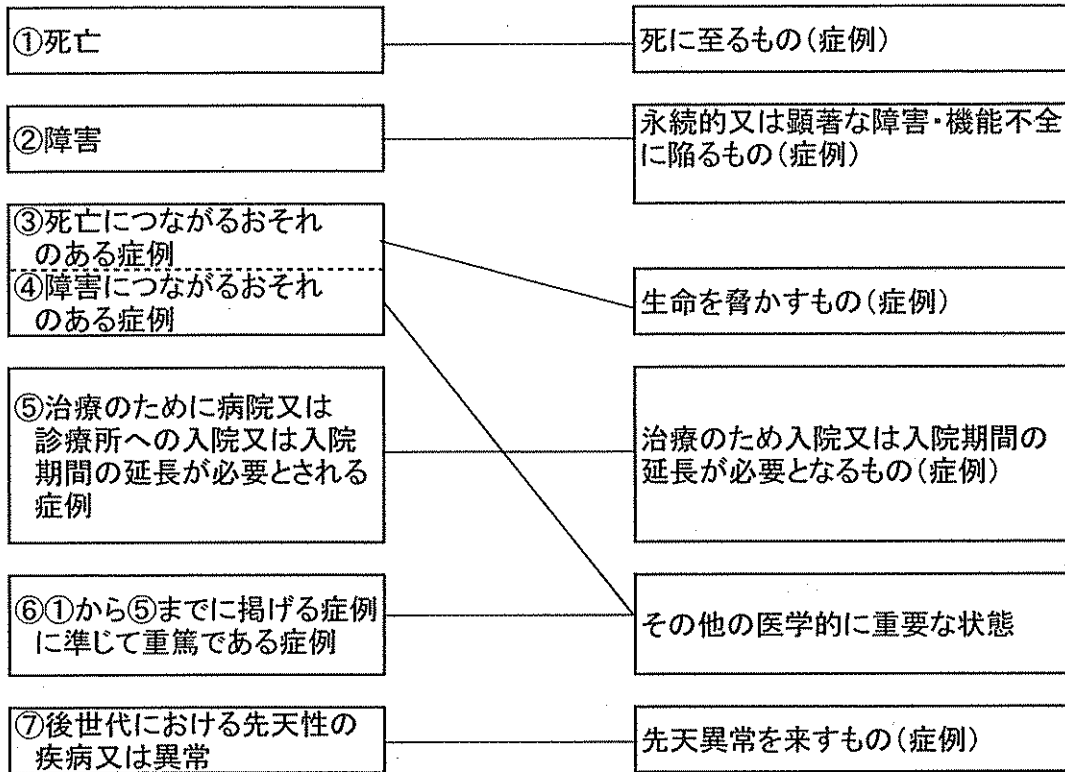 ①死亡
死に至るもの(症例)
②障害
永続的又は顕著な障害・機能不全
に陥るもの(症例)
③死亡につながるおそれ
のある症例
④障害につながるおそれ
のある症例
生命を脅かすもの(症例)
⑤治療のために病院又は
診療所への入院又は入院
期間の延長が必要とされる
症例
治療のため入院又は入院期間の
延長が必要となるもの(症例)
⑥①から⑤までに掲げる症例
に準じて重篤である症例
その他の医学的に重要な状態
⑦後世代における先天性の
疾病又は異常
先天異常を来すもの(症例)